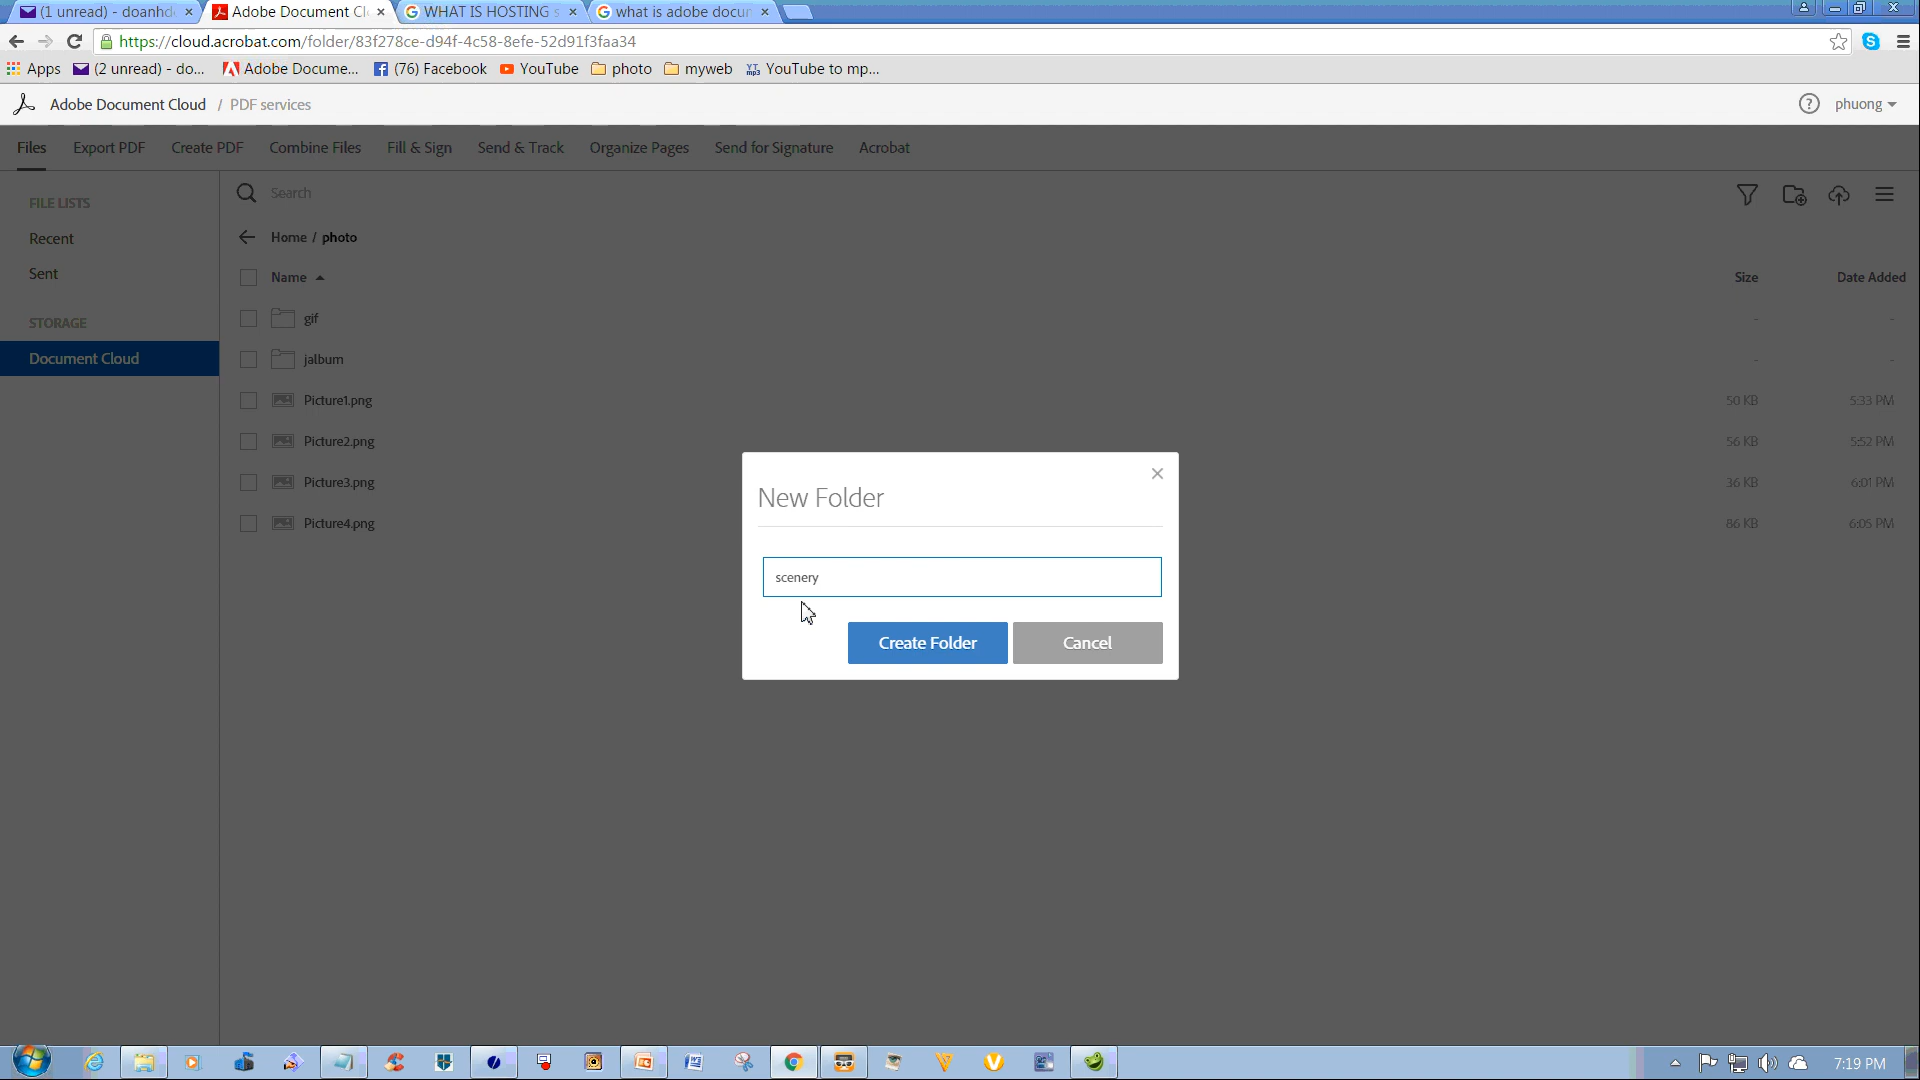 (1 unread) - doanhd
Adobe Document Cl
WHAT IS HOSTING s
what is adobe docum
https://cloud.acrobat.com/folder/83f278ce-d94f-4c58-8efe-52d91f3faa34
Apps
(2 unread) - do...
Adobe Docume...
(76) Facebook
YouTube
photo
myweb
YouTube to mp...
Adobe Document Cloud / PDF services
phuong
Files
Export PDF
Create PDF
Combine Files
Fill & Sign
Send & Track
Organize Pages
Send for Signature
Acrobat
FILE LISTS
Recent
Sent
STORAGE
Document Cloud
Search
Home / photo
Name
Size
Date Added
gif - -
jalbum - -
Picture1.png 50 KB 5:33 PM
Picture2.png 56 KB 5:52 PM
Picture3.png 36 KB 6:01 PM
Picture4.png 86 KB 6:05 PM
New Folder
scenery
Create Folder
Cancel
7:19 PM